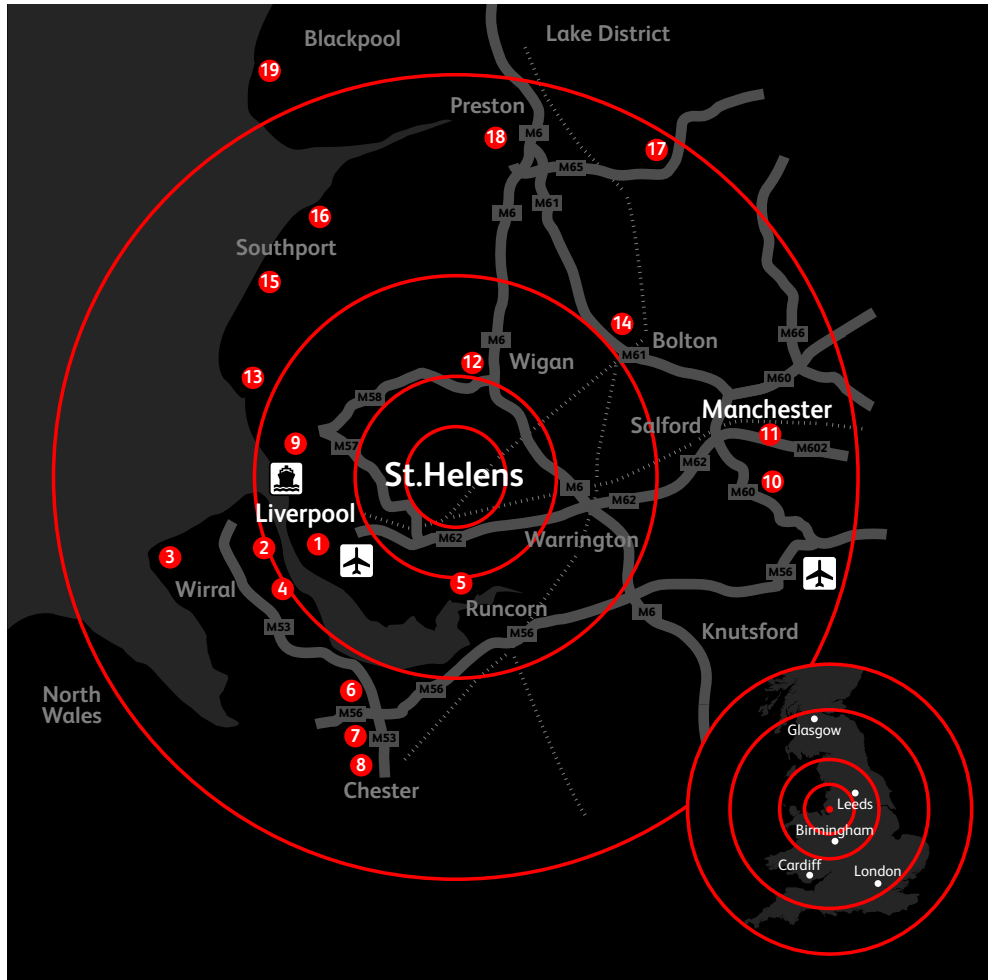 Lake District
Blackpool
19
Preston
18
M6
17
M65
M61
16
M6
Southport
15
14
M66
M6
Bolton
M61
12
Wigan
13
M60
M58
Manchester
Salford
11
9
M57
M602
M62
St.Helens
10
M6
M60
M62
Liverpool
M62
Warrington
1
2
3
M56
5
4
Wirral
Runcorn
M6
M53
M56
Knutsford
6
M56
North
Wales
M56
7
M53
8
Chester
Glasgow
Leeds
Birmingham
Cardiff
London